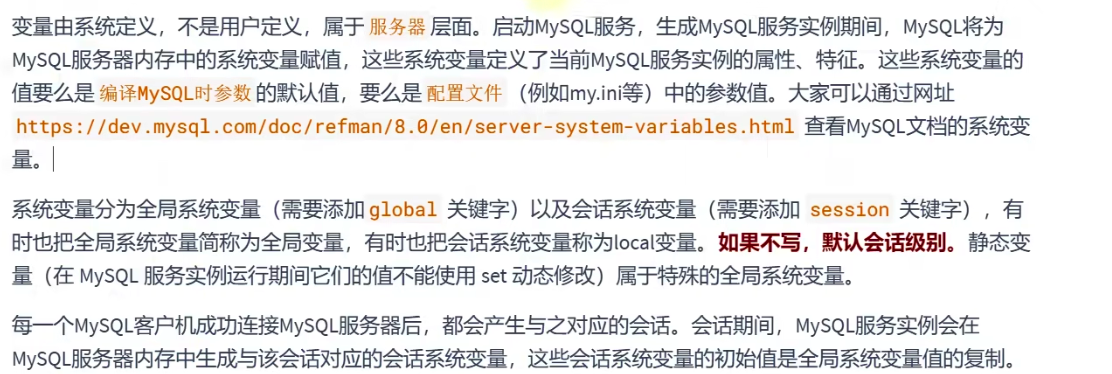 变量由系统定义，不是用户定义，属于 服务器 层面。启动MySQL服务，生成MySQL服务实例期间，MySQL将为
MySQL服务器内存中的系统变量赋值，这些系统变量定义了当前MySQL服务实例的属性、特征。这些系统变量的
值要么是 编译MySQL时参数 的默认值，要么是 配置文件 （例如my.ini等）中的参数值。大家可以通过网址
https://dev.mysql.com/doc/refman/8.0/en/server-system-variables.html 查看MySQL文档的系统变
量。
系统变量分为全局系统变量（需要添加 global 关键字）以及会话系统变量（需要添加 session 关键字），有
时也把全局系统变量简称为全局变量，有时也把会话系统变量称为local变量。如果不写，默认会话级别。静态变
量（在 MySQL 服务实例运行期间它们的值不能使用 set 动态修改）属于特殊的全局系统变量。
每一个MySQL客户机成功连接MySQL服务器后，都会产生与之对应的会话。会话期间，MySQL服务实例会在
MySQL服务器内存中生成与该会话对应的会话系统变量，这些会话系统变量的初始值是全局系统变量值的复制。